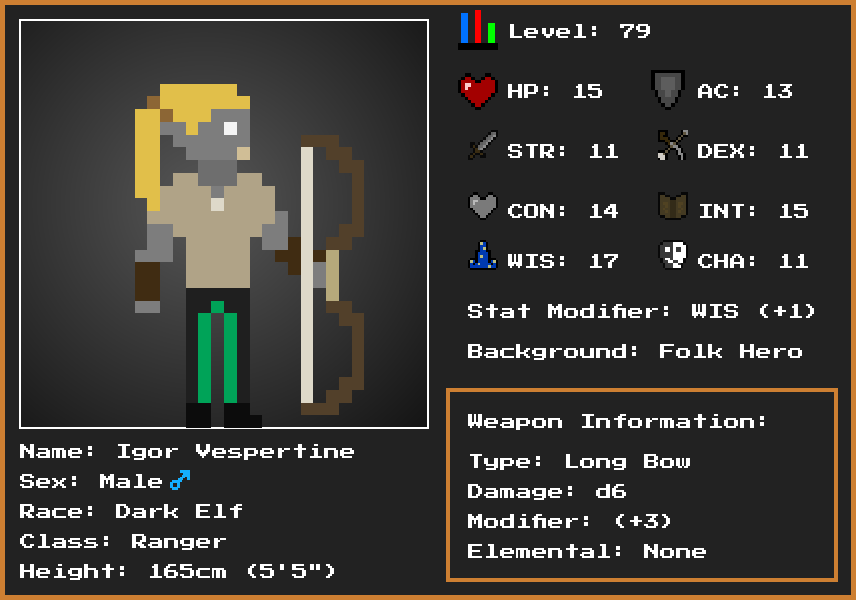 Level: 79
HP: 15
AC: 13
STR: 11
DEX: 11
CON: 14
INT: 15
WIS: 17
CHA: 11
Stat Modifier: WIS (+1)
Background: Folk Hero
Weapon Information:
Type: Long Bow
Damage: d6
Modifier: (+3)
Elemental: None
Name: Igor Vespertine
Sex: Male ♂
Race: Dark Elf
Class: Ranger
Height: 165cm (5'5")